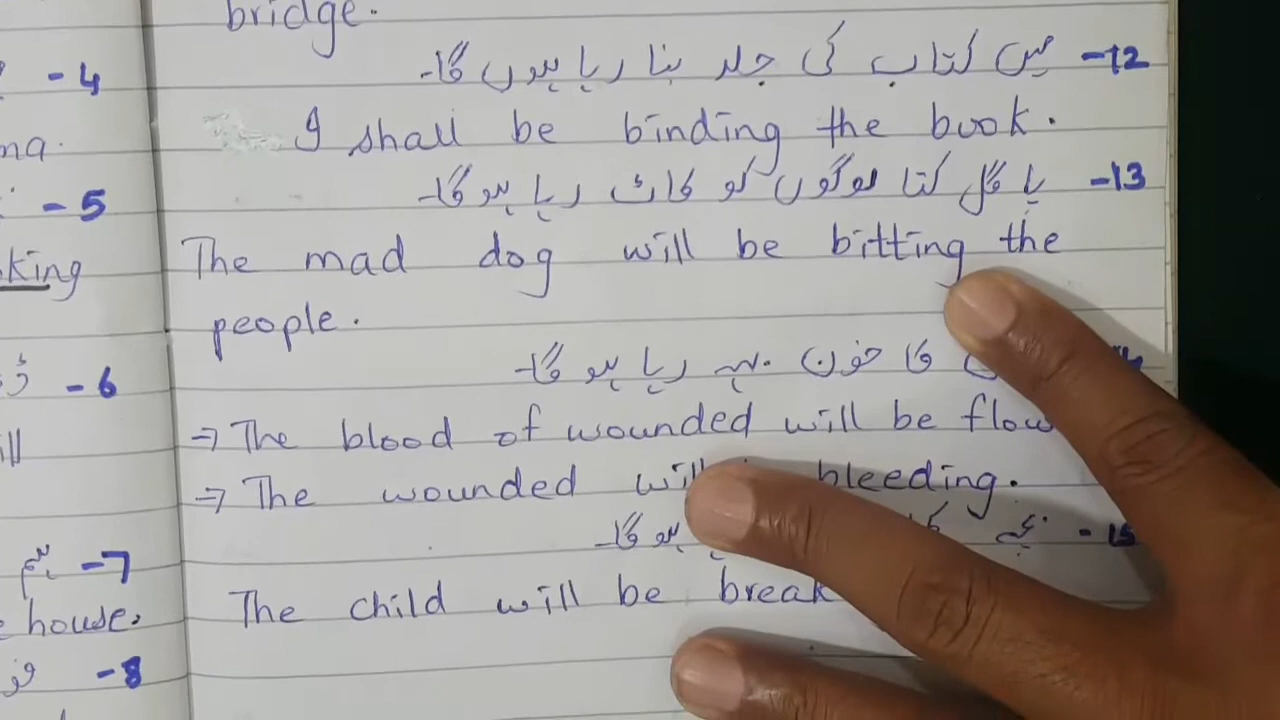 bridge.
12- میں کتاب کی جلد بنا رہا ہوں گا۔
I shall be binding the book.
13- پاگل کتا لوگوں کو کاٹ رہا ہو گا۔
The mad dog will be bitting the
people.
کا خون بہہ رہا ہو گا۔
⇒ The blood of wounded will be flow
⇒ The wounded will bleeding.
15- ہو گا۔
The child will be break
- 4
na.
- 5
king
- 6
ll
7- ہم
house.
- 8